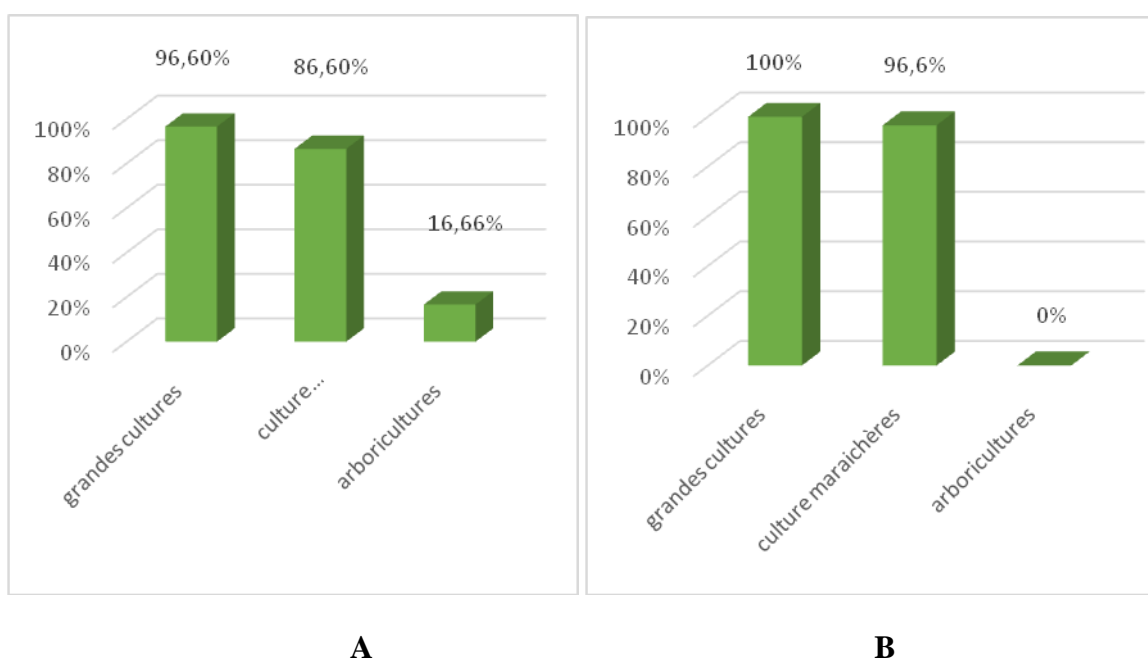 96,60%
86,60%
16,66%
100%
80%
60%
40%
20%
0%
grandes cultures
culture...
arboricultures
A
100%
96,6%
0%
100%
80%
60%
40%
20%
0%
grandes cultures
culture maraichères
arboricultures
B